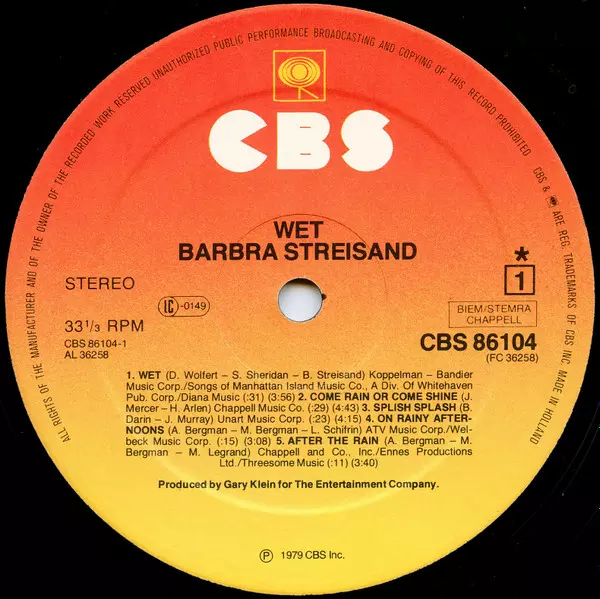 ALL RIGHTS OF THE MANUFACTURER AND OF THE OWNER OF THE RECORDED WORK RESERVED UNAUTHORIZED PUBLIC PERFORMANCE BROADCASTING AND COPYING OF THIS RECORD PROHIBITED CBS & ARE REG. TRADEMARKS OF CBS INC MADE IN HOLLAND
CBS
WET
BARBRA STREISAND
STEREO
IC -0149
*
1
33 1/3 RPM
BIEM/STEMRA
CHAPPELL
CBS 86104-1
AL 36258
CBS 86104
(FC 36258)
1. WET (D. Wolfert – S. Sheridan – B. Streisand) Koppelman – Bandier
Music Corp./Songs of Manhattan Island Music Co., A Div. Of Whitehaven
Pub. Corp./Diana Music (:31) (3:56) 2. COME RAIN OR COME SHINE (J.
Mercer – H. Arlen) Chappell Music Co. (:29) (4:43) 3. SPLISH SPLASH (B.
Darin – J. Murray) Unart Music Corp. (:23) (4:15) 4. ON RAINY AFTER-
NOONS (A. Bergman – M. Bergman – L. Schifrin) ATV Music Corp./Wel-
beck Music Corp. (:15) (3:08) 5. AFTER THE RAIN (A. Bergman – M.
Bergman – M. Legrand) Chappell and Co., Inc./Ennes Productions
Ltd./Threesome Music (:11) (3:40)
Produced by Gary Klein for The Entertainment Company.
Ⓟ 1979 CBS Inc.